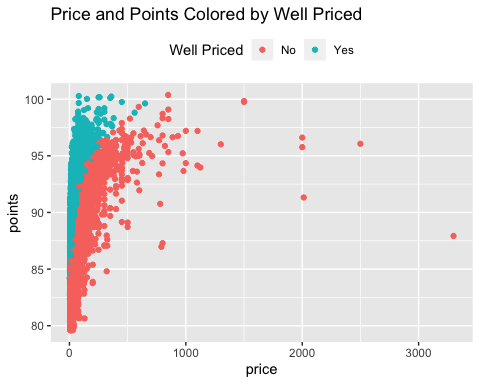 Price and Points Colored by Well Priced
Well Priced No Yes
100
95
90
85
80
points
0 1000 2000 3000
price